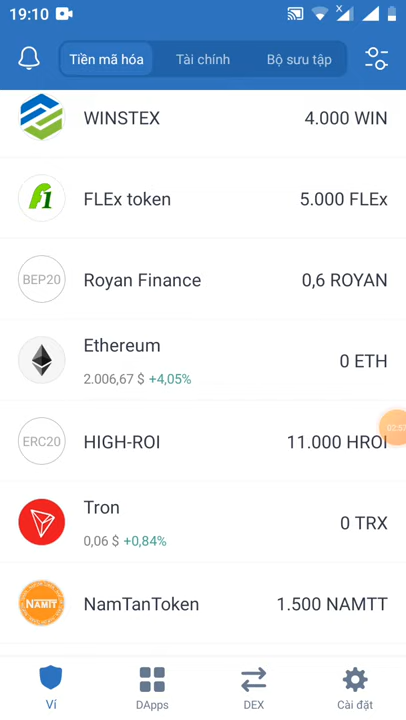 19:10
Tiền mã hóa Tài chính Bộ sưu tập
WINSTEX 4.000 WIN
FLEx token 5.000 FLEx
BEP20 Royan Finance 0,6 ROYAN
Ethereum
0 ETH
2.006,67 $ +4,05%
ERC20 HIGH-ROI 11.000 HROI
Tron
0 TRX
0,06 $ +0,84%
NAMIT NamTanToken 1.500 NAMTT
Ví DApps DEX Cài đặt